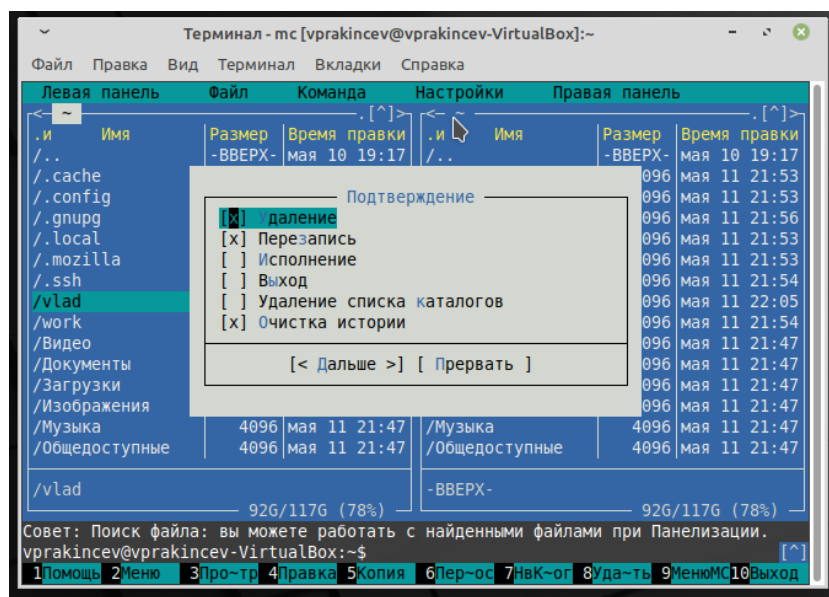 Терминал - mc [vprakincev@vprakincev-VirtualBox]:~
Файл Правка Вид Терминал Вкладки Справка
Левая панель Файл Команда Настройки Правая панель
<- ~ .[^]> <- ~ .[^]>
.и Имя Размер Время правки .и Имя Размер Время правки
/.. -ВВЕРХ- мая 10 19:17 /.. -ВВЕРХ- мая 10 19:17
/.cache 096 мая 11 21:53
/.config Подтверждение 096 мая 11 21:53
/.gnupg [x] Удаление 096 мая 11 21:56
/.local [x] Перезапись 096 мая 11 21:53
/.mozilla [ ] Исполнение 096 мая 11 21:53
/.ssh [ ] Выход 096 мая 11 21:54
/vlad [ ] Удаление списка каталогов 096 мая 11 22:05
/work [x] Очистка истории 096 мая 11 21:54
/Видео 096 мая 11 21:47
/Документы [< Дальше >] [ Прервать ] 096 мая 11 21:47
/Загрузки 096 мая 11 21:47
/Изображения 096 мая 11 21:47
/Музыка 4096 мая 11 21:47 /Музыка 4096 мая 11 21:47
/Общедоступные 4096 мая 11 21:47 /Общедоступные 4096 мая 11 21:47
/vlad -ВВЕРХ-
92G/117G (78%) 92G/117G (78%)
Совет: Поиск файла: вы можете работать с найденными файлами при Панелизации.
vprakincev@vprakincev-VirtualBox:~$ [^]
1Помощь 2Меню 3Про~тр 4Правка 5Копия 6Пер~ос 7НвК~ог 8Уда~ть 9МенюМС 10Выход